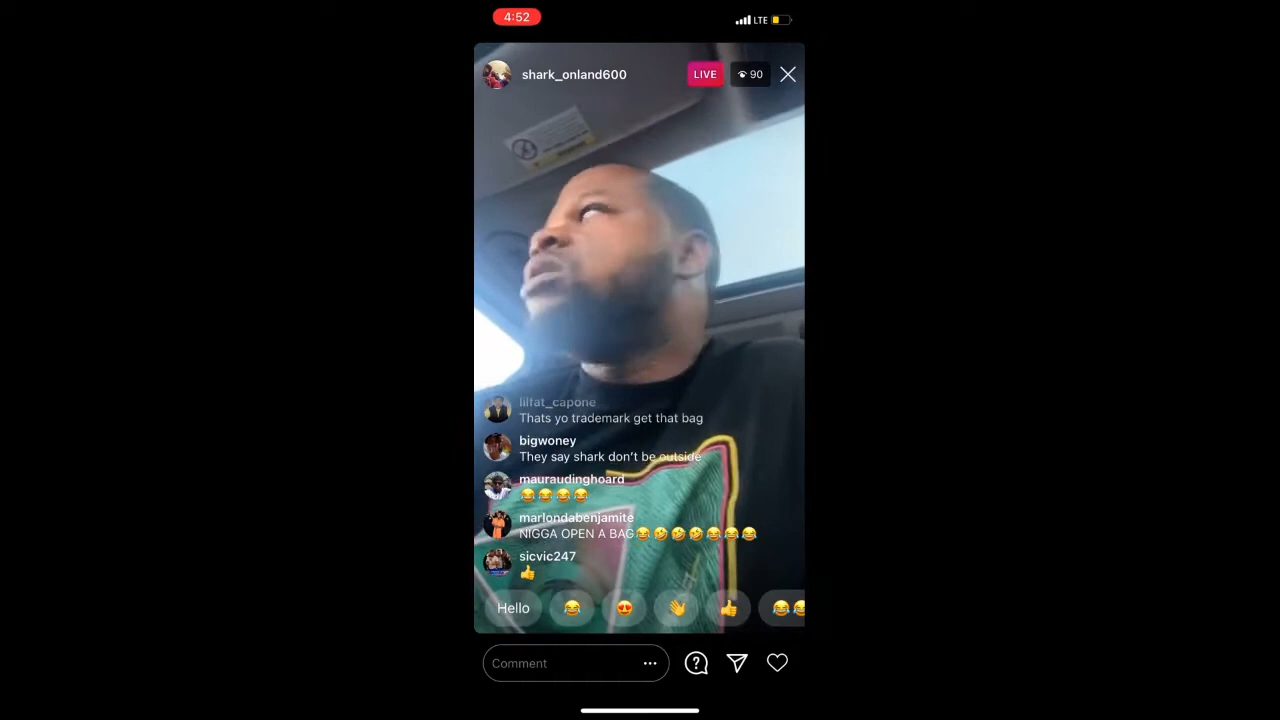 4:52
LTE
shark_onland600
LIVE
90
lilfat_capone
Thats yo trademark get that bag
bigwoney
They say shark don't be outside
mauraudinghoard
😂😂😂😂
marlondabenjamite
NIGGA OPEN A BAG😂🤣🤣🤣😂😂😂
sicvic247
👍
Hello 😂 😍 👋 👍 😂😂
Comment